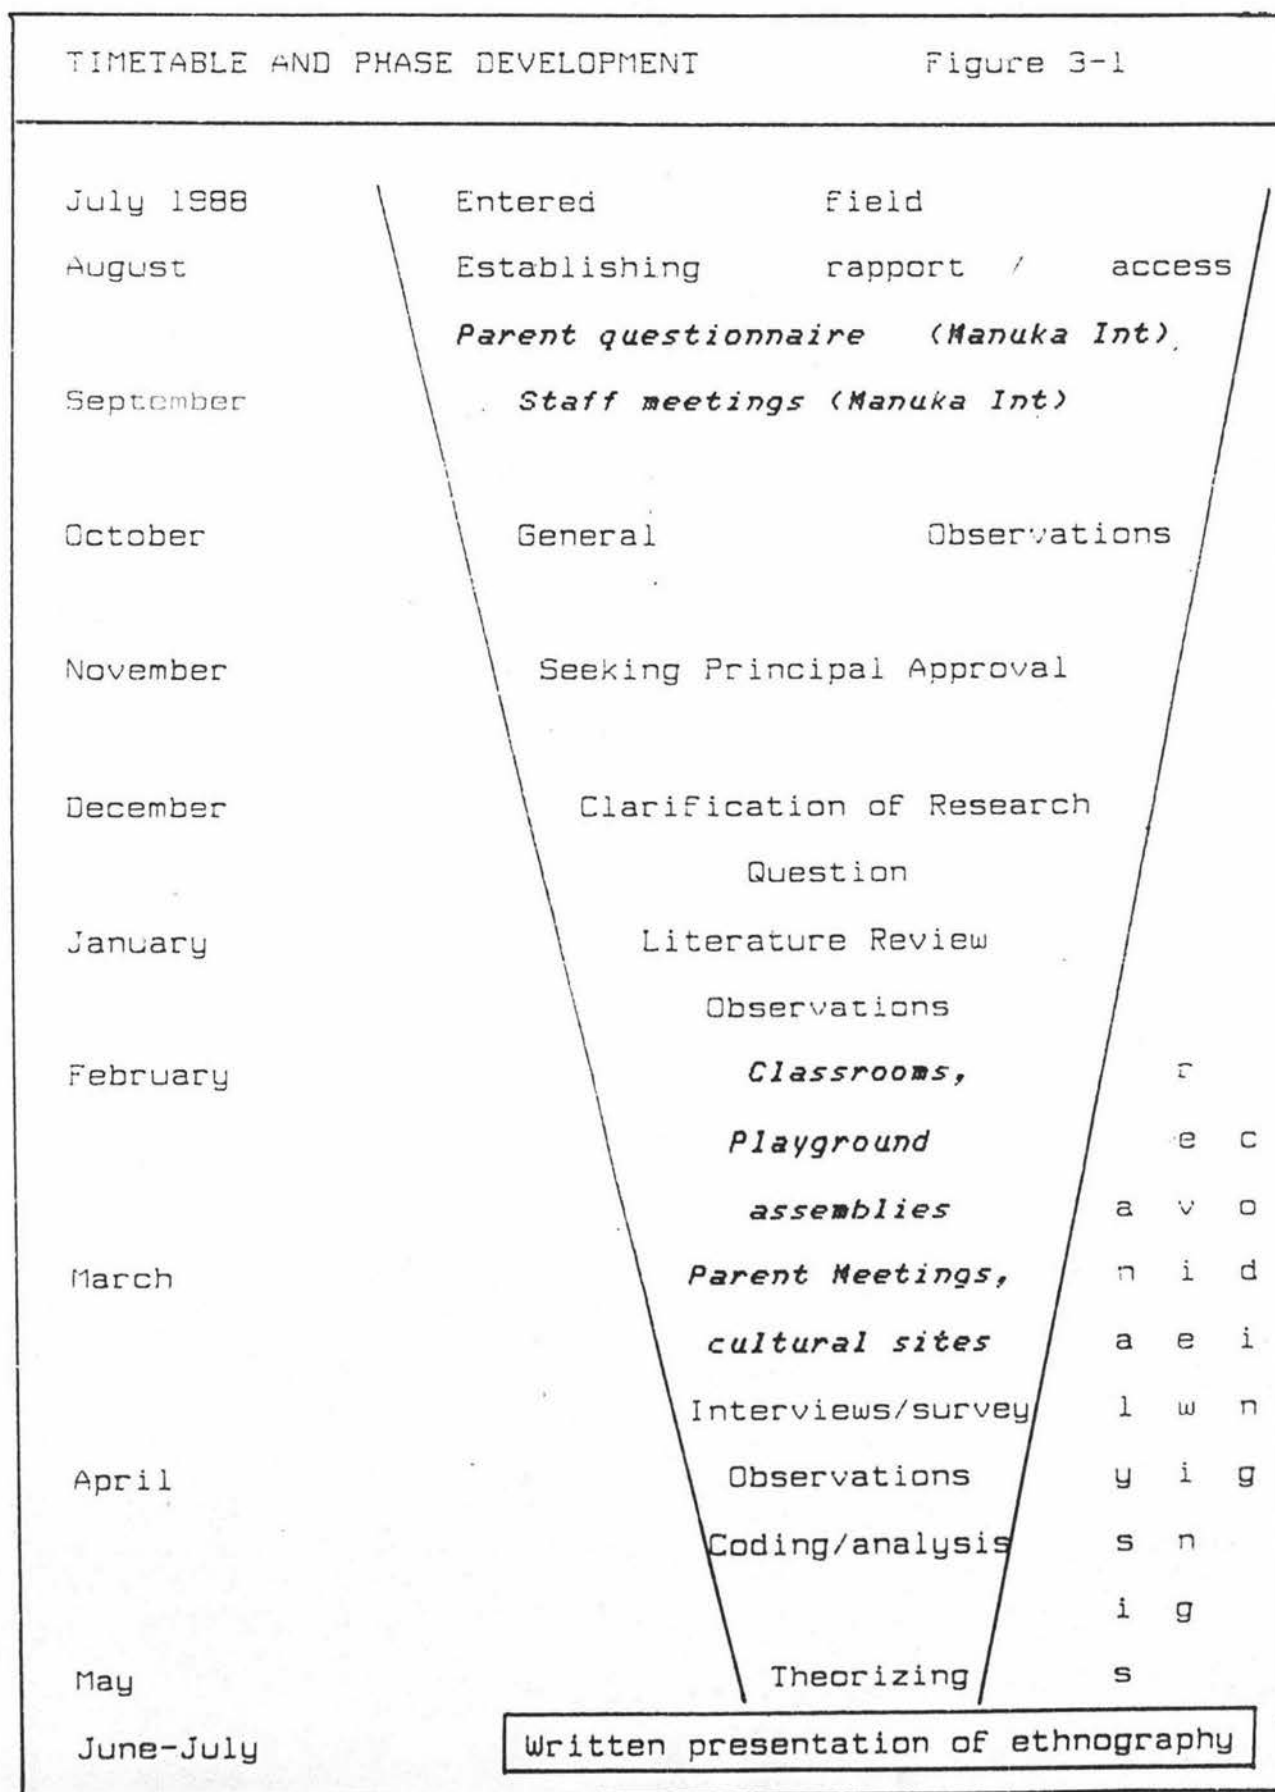 TIMETABLE AND PHASE DEVELOPMENT Figure 3-1
July 1988 Entered field
August Establishing rapport / access
Parent questionnaire (Manuka Int)
September Staff meetings (Manuka Int)
October General Observations
November Seeking Principal Approval
December Clarification of Research
Question
January Literature Review
Observations
February Classrooms, r
Playground e c
assemblies a v o
March Parent Meetings, n i d
cultural sites a e i
Interviews/survey l w n
April Observations y i g
Coding/analysis s n
i g
May Theorizing s
June-July Written presentation of ethnography